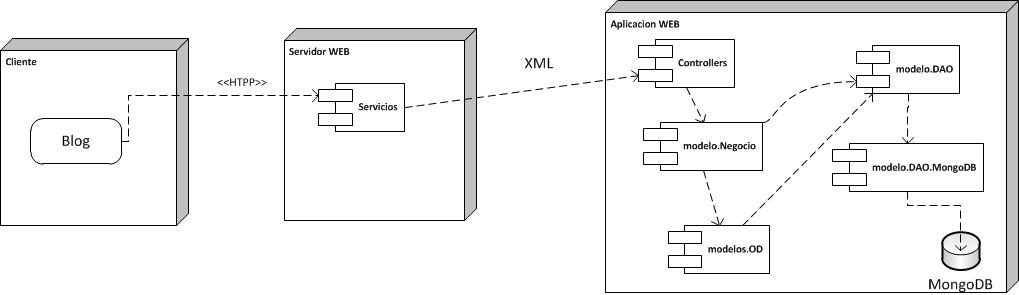 Cliente
Blog
<<HTPP>>
Servidor WEB
Servicios
XML
Aplicacion WEB
Controllers
modelo.DAO
modelo.Negocio
modelo.DAO.MongoDB
modelos.OD
MongoDB